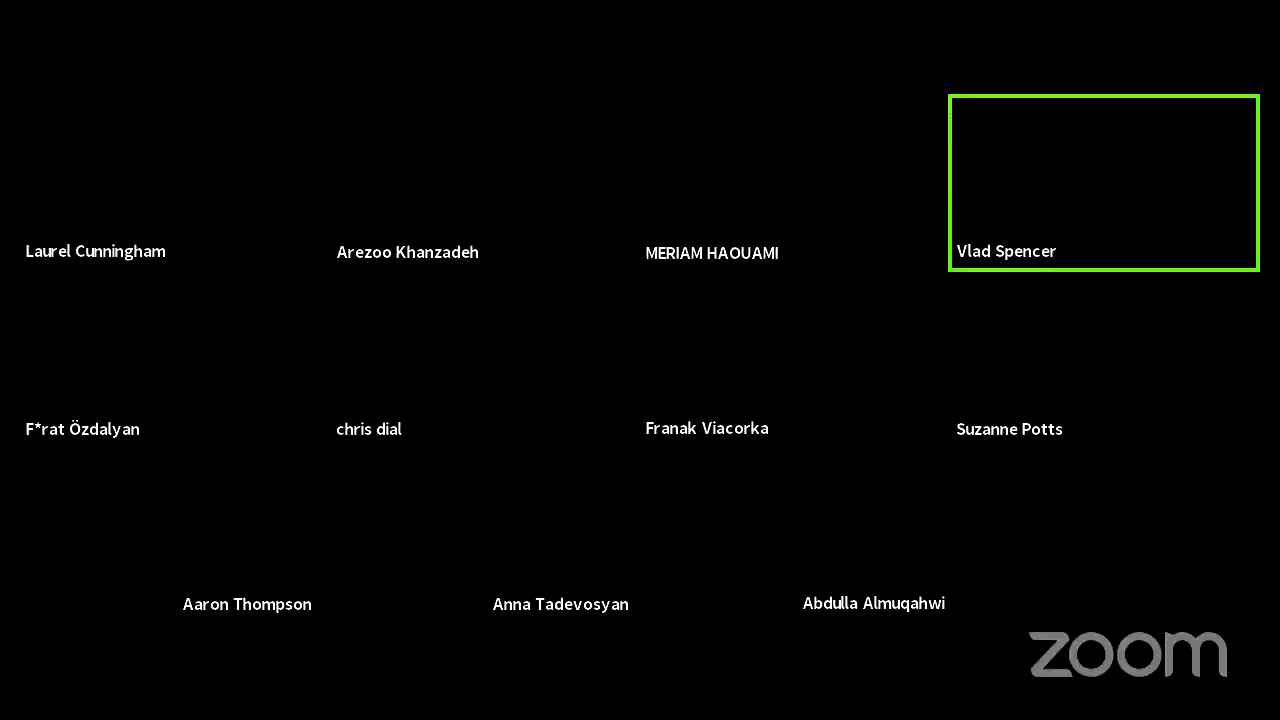 Laurel Cunningham
Arezoo Khanzadeh
MERIAM HAOUAMI
Vlad Spencer
F*rat Özdalyan
chris dial
Franak Viacorka
Suzanne Potts
Aaron Thompson
Anna Tadevosyan
Abdulla Almuqahwi
zoom